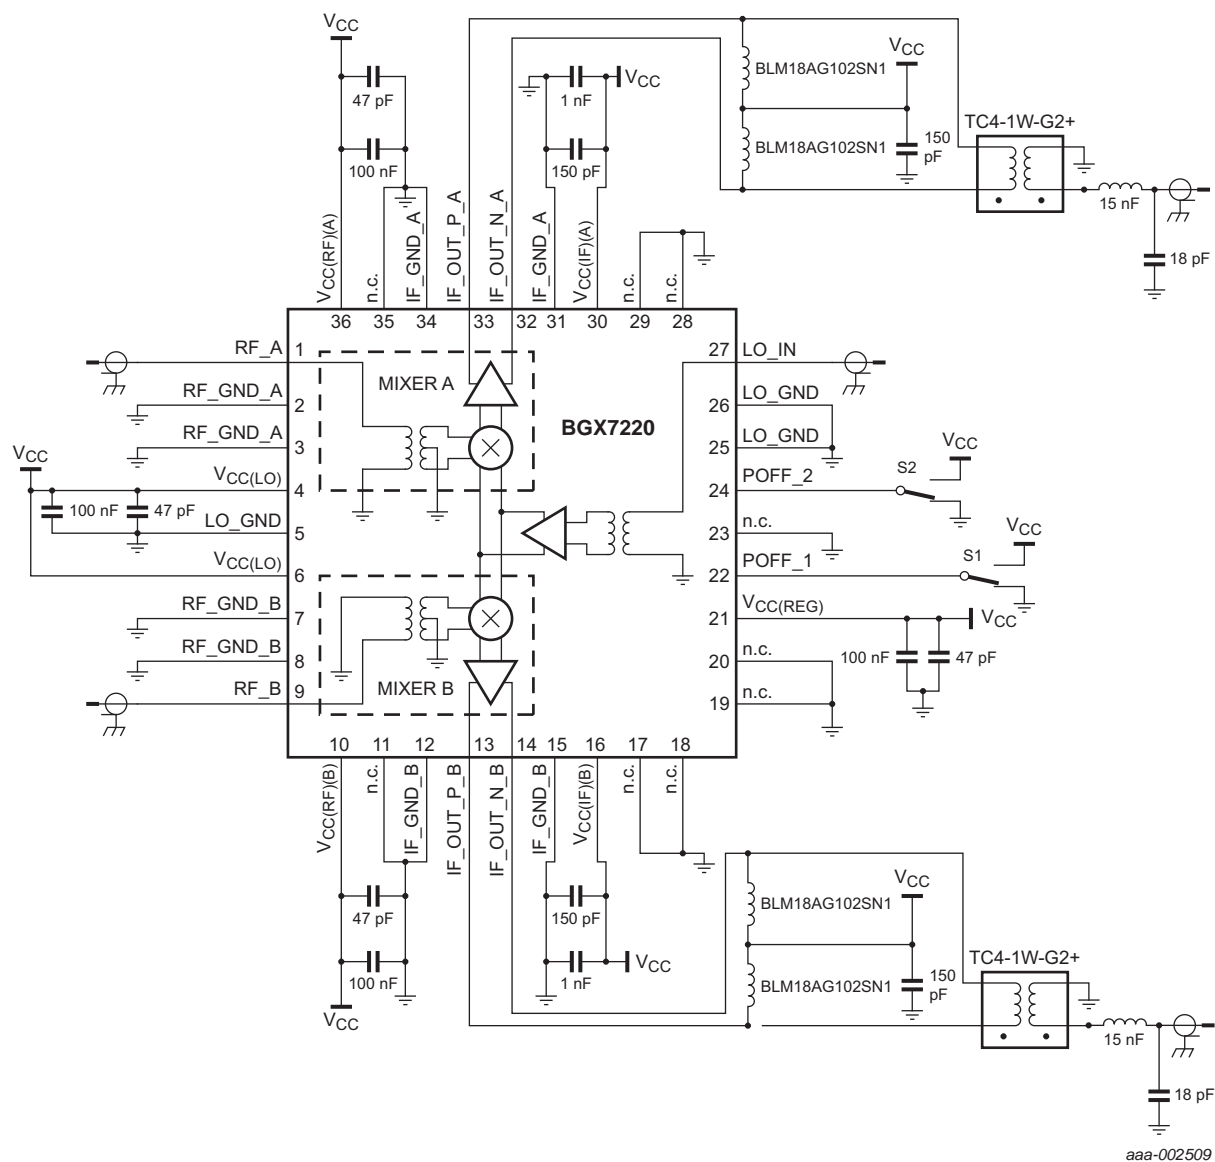 VCC
VCC
47 pF
1 nF
VCC
BLM18AG102SN1
TC4-1W-G2+
100 nF
150 pF
BLM18AG102SN1
150
pF
15 nF
18 pF
VCC(RF)(A)
n.c.
IF_GND_A
IF_OUT_P_A
IF_OUT_N_A
IF_GND_A
VCC(IF)(A)
n.c.
n.c.
36
35
34
33
32
31
30
29
28
RF_A
1
27
LO_IN
MIXER A
RF_GND_A
2
26
LO_GND
BGX7220
RF_GND_A
3
25
LO_GND
VCC
VCC
VCC(LO)
4
24
POFF_2
S2
100 nF
47 pF
LO_GND
5
23
n.c.
VCC
VCC(LO)
6
22
POFF_1
S1
RF_GND_B
7
21
VCC(REG)
VCC
RF_GND_B
8
20
n.c.
100 nF
47 pF
RF_B
9
MIXER B
19
n.c.
10
11
12
13
14
15
16
17
18
VCC(RF)(B)
n.c.
IF_GND_B
IF_OUT_P_B
IF_OUT_N_B
IF_GND_B
VCC(IF)(B)
n.c.
n.c.
VCC
47 pF
150 pF
BLM18AG102SN1
TC4-1W-G2+
100 nF
1 nF
VCC
BLM18AG102SN1
150
pF
VCC
15 nF
18 pF
aaa-002509